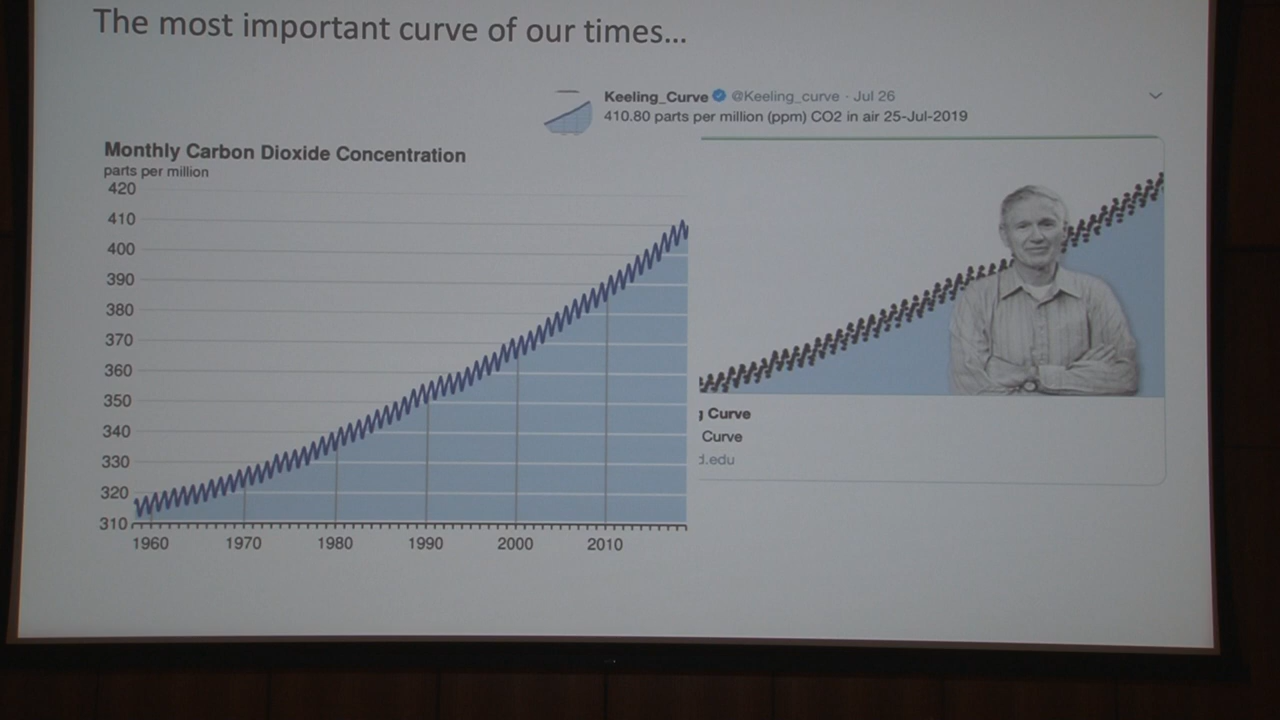 The most important curve of our times...
Keeling_Curve @Keeling_curve · Jul 26
410.80 parts per million (ppm) CO2 in air 25-Jul-2019
Monthly Carbon Dioxide Concentration
parts per million
420
410
400
390
380
370
360
350
340
330
320
310
1960 1970 1980 1990 2000 2010
g Curve
Curve
d.edu